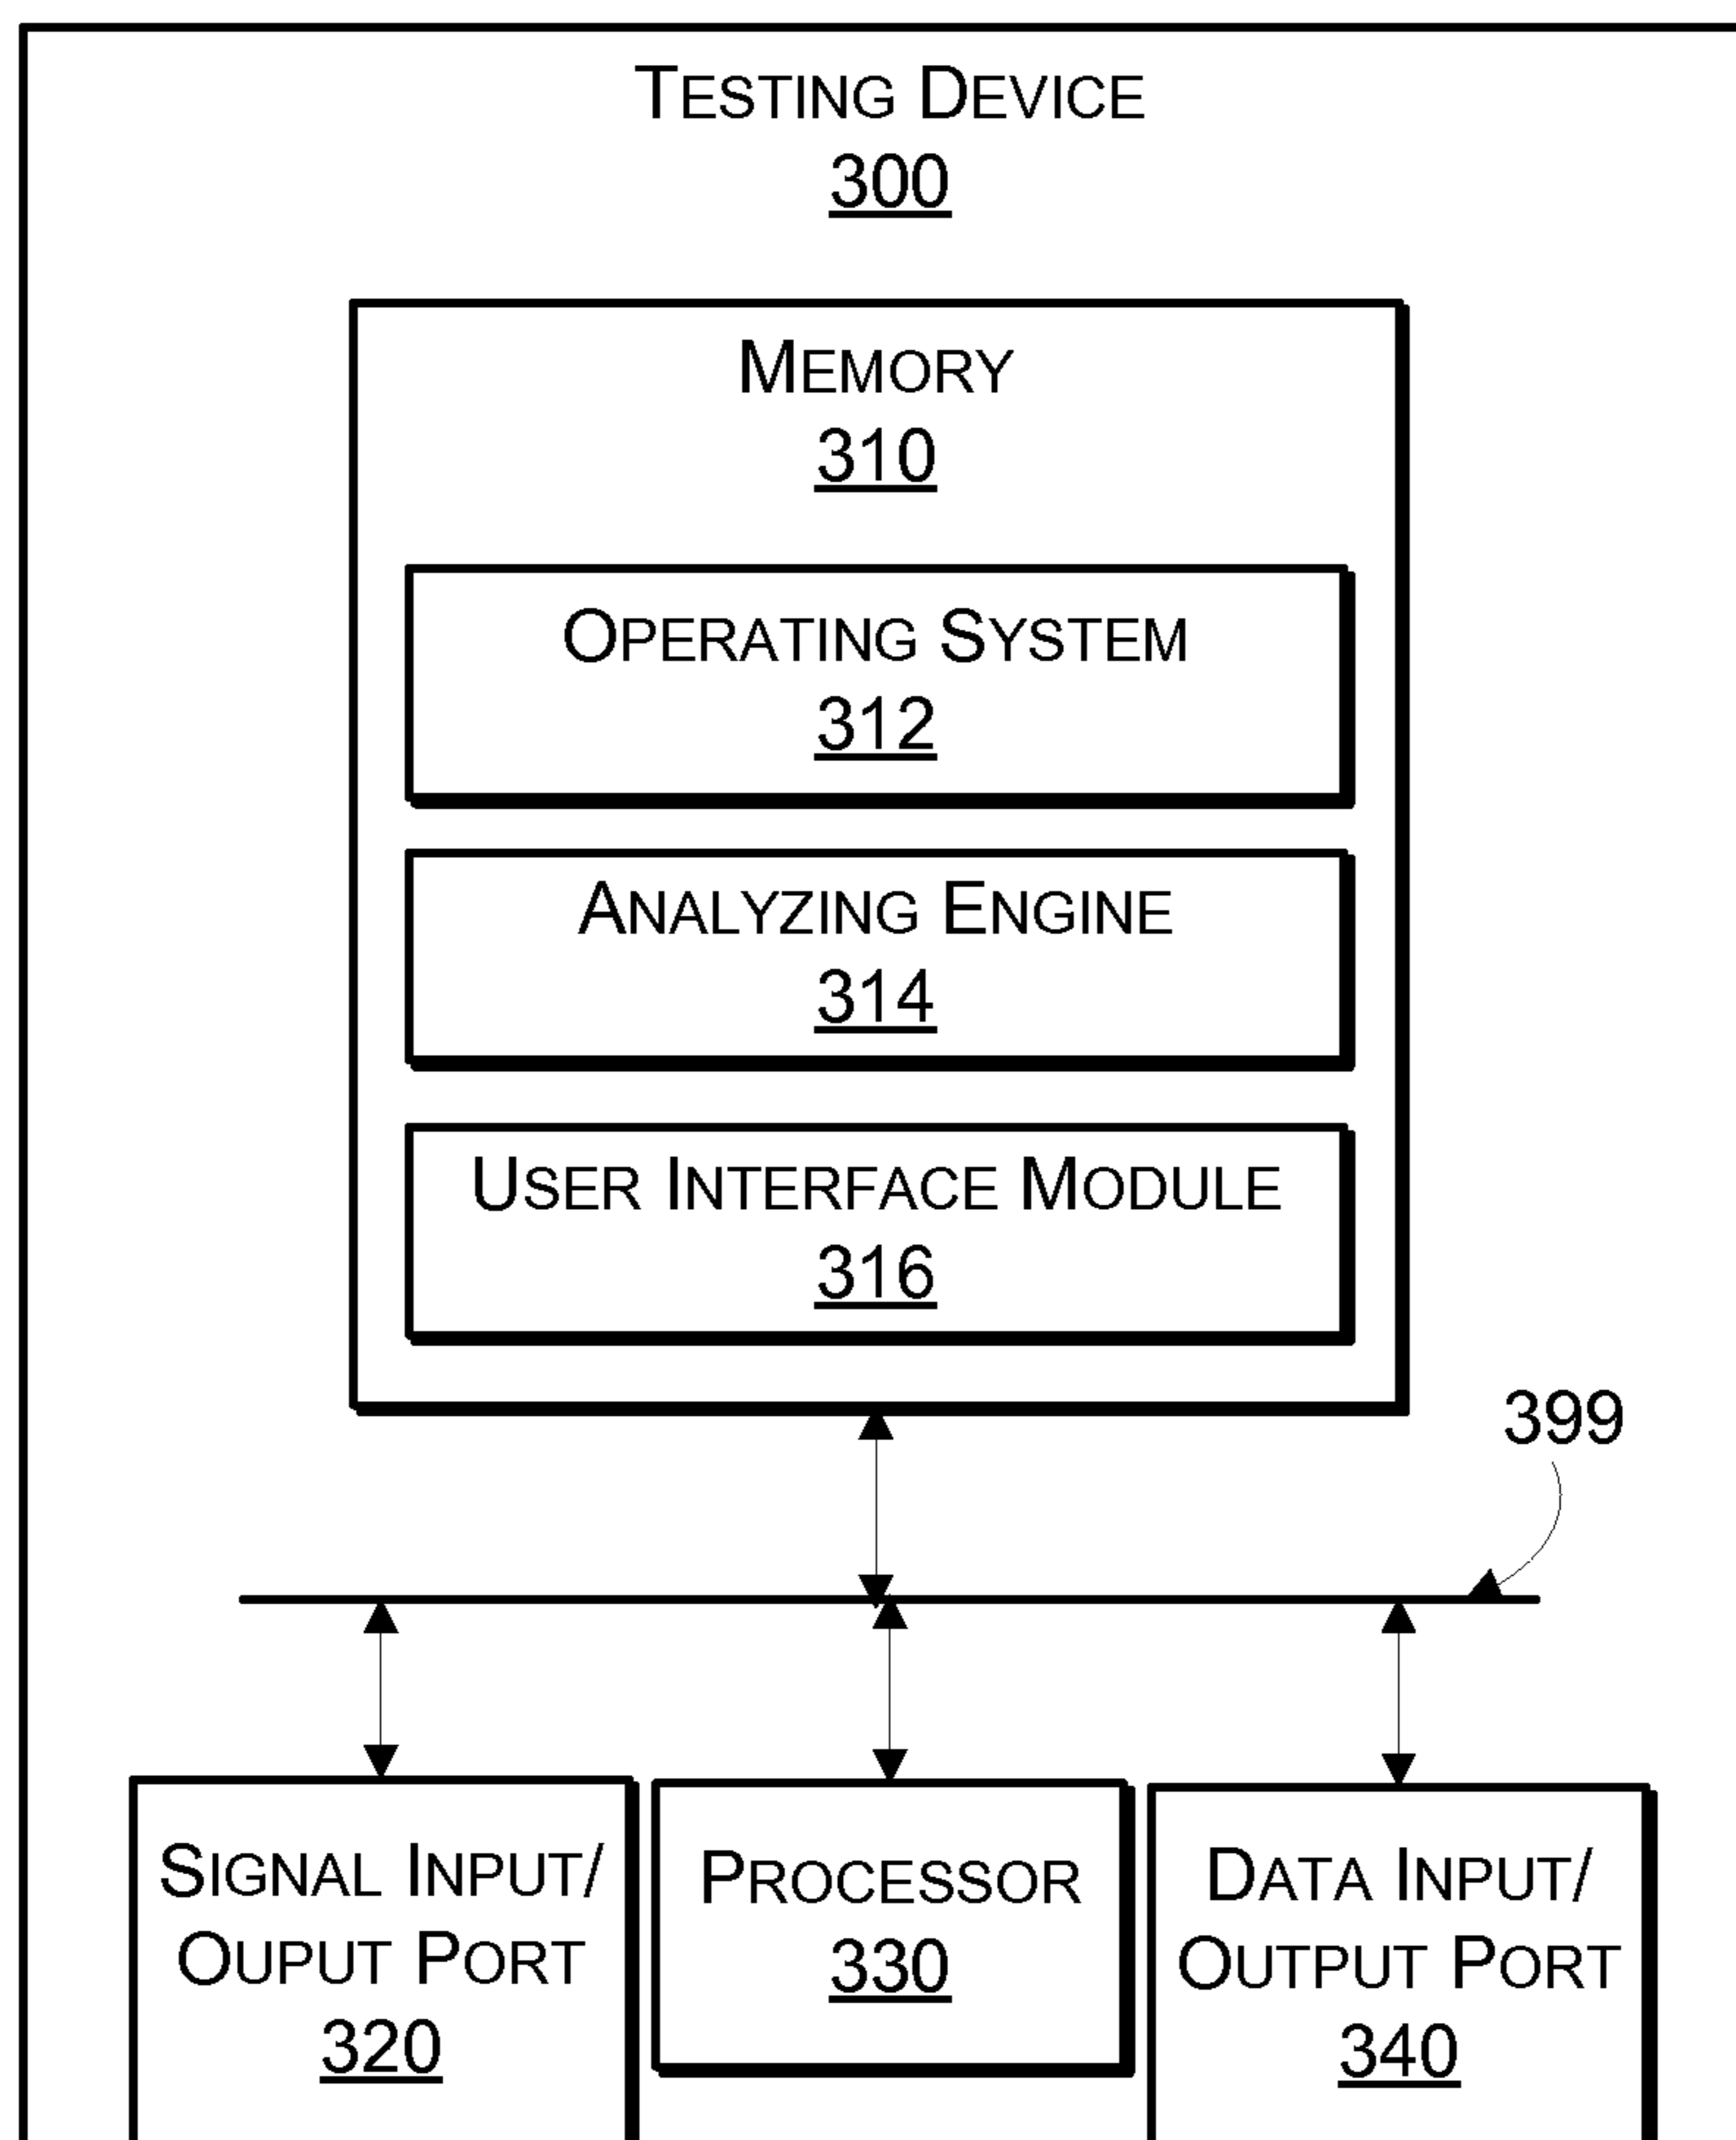 TESTING DEVICE
300
MEMORY
310
OPERATING SYSTEM
312
ANALYZING ENGINE
314
USER INTERFACE MODULE
316
399
SIGNAL INPUT/
OUPUT PORT
320
PROCESSOR
330
DATA INPUT/
OUTPUT PORT
340